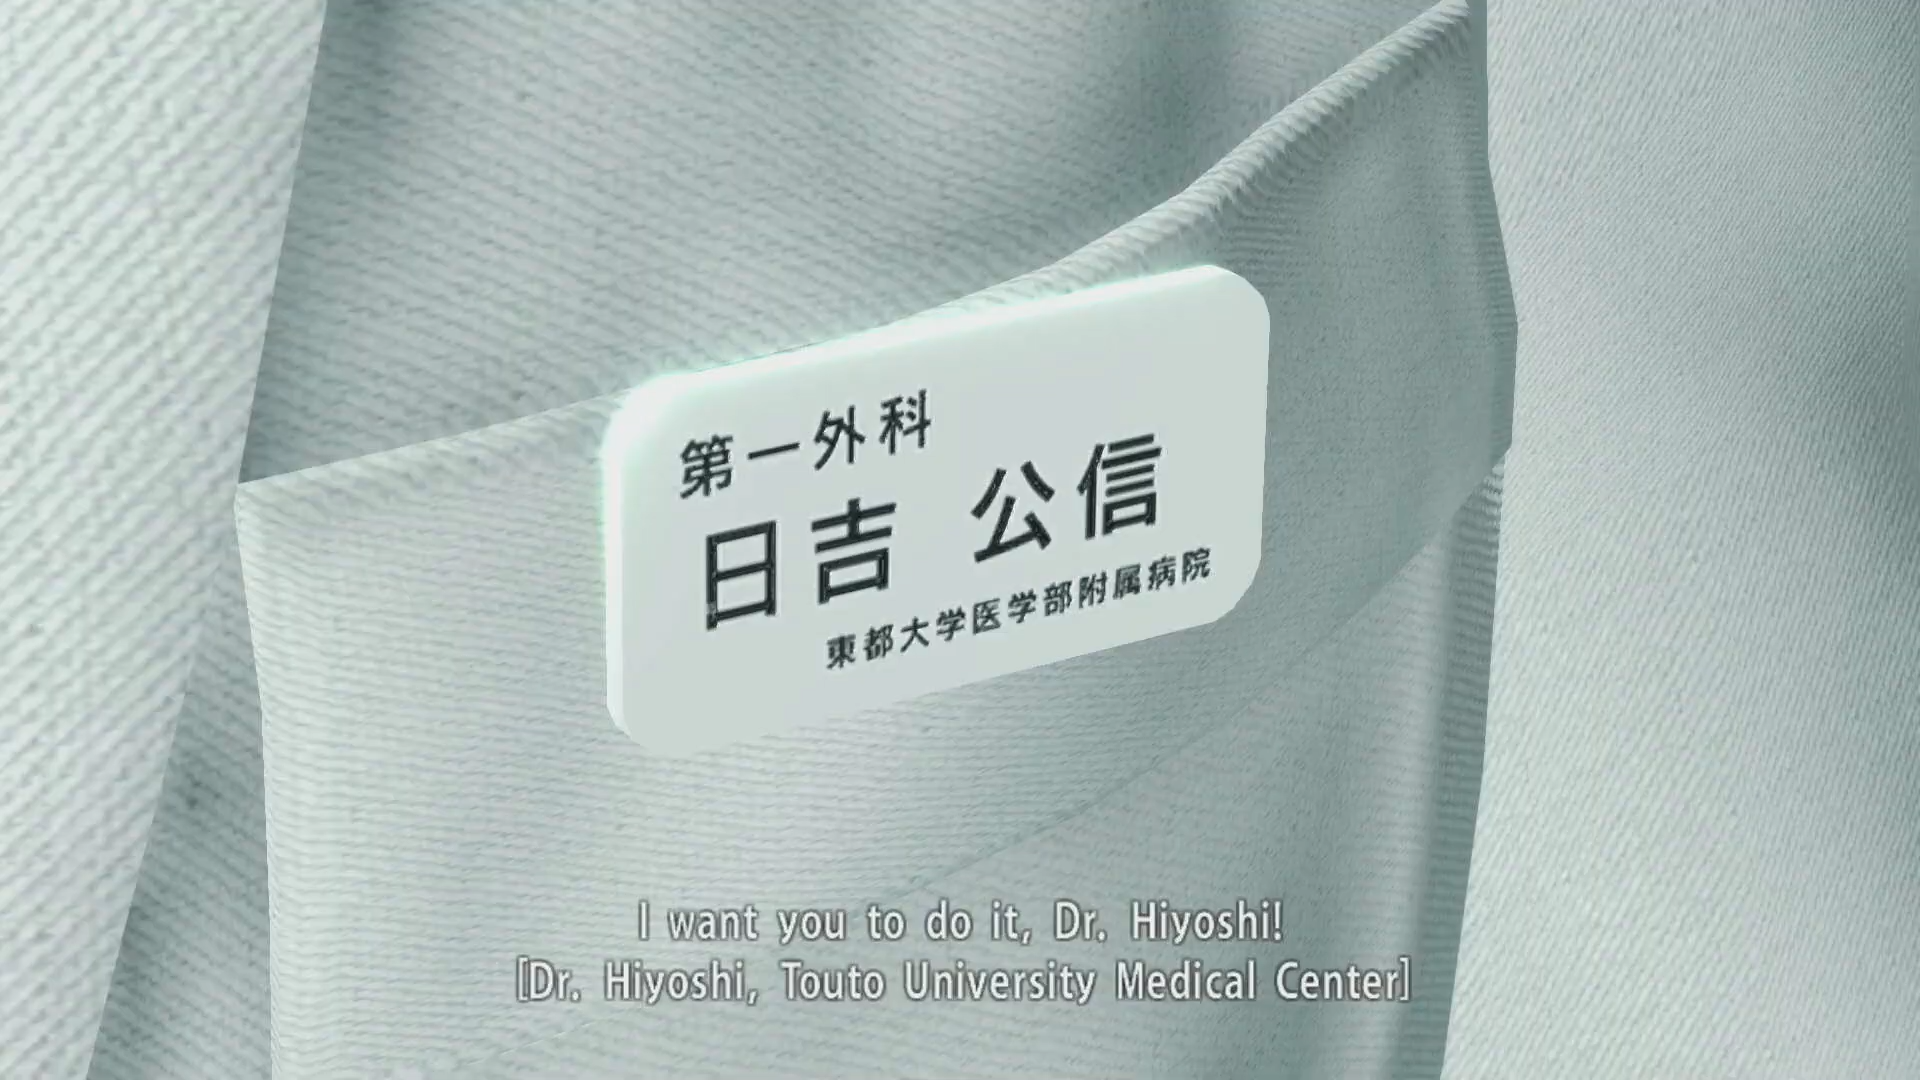 第一外科
日吉 公信
東都大学医学部附属病院
I want you to do it, Dr. Hiyoshi!
[Dr. Hiyoshi, Touto University Medical Center]